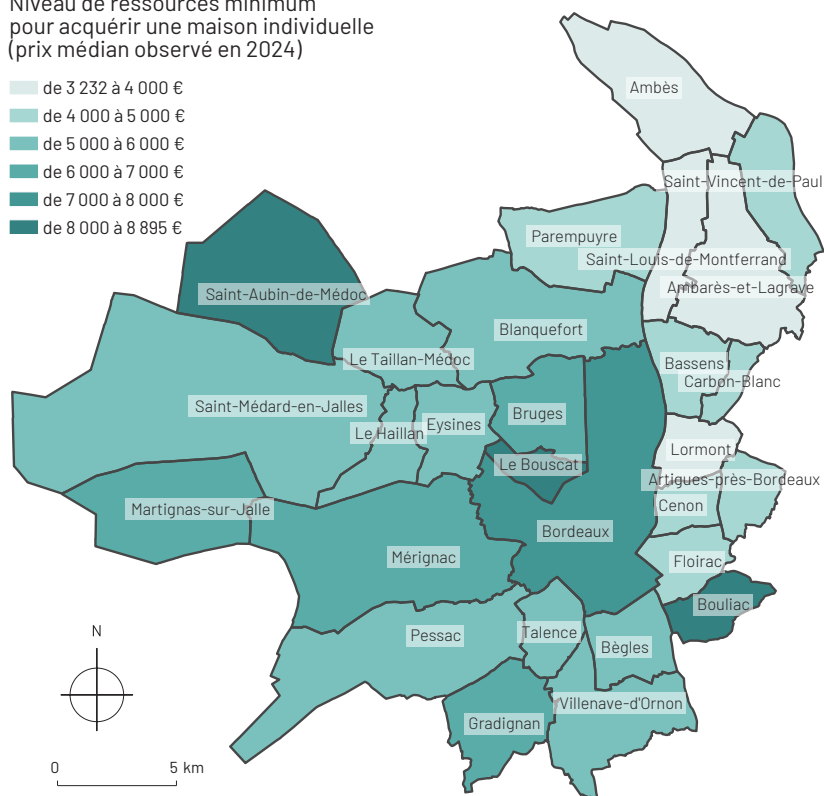 Niveau de ressources minimum
pour acquérir une maison individuelle
(prix médian observé en 2024)
de 3 232 à 4 000 €
de 4 000 à 5 000 €
de 5 000 à 6 000 €
de 6 000 à 7 000 €
de 7 000 à 8 000 €
de 8 000 à 8 895 €
Ambès
Saint-Vincent-de-Paul
Parempuyre
Saint-Louis-de-Montferrand
Ambarès-et-Lagrave
Saint-Aubin-de-Médoc
Blanquefort
Le Taillan-Médoc
Bassens
Carbon-Blanc
Saint-Médard-en-Jalles
Bruges
Eysines
Le Haillan
Lormont
Le Bouscat
Artigues-près-Bordeaux
Cenon
Martignas-sur-Jalle
Bordeaux
Mérignac
Floirac
Bouliac
Talence
Pessac
Bègles
Villenave-d'Ornon
Gradignan
N
0 5 km